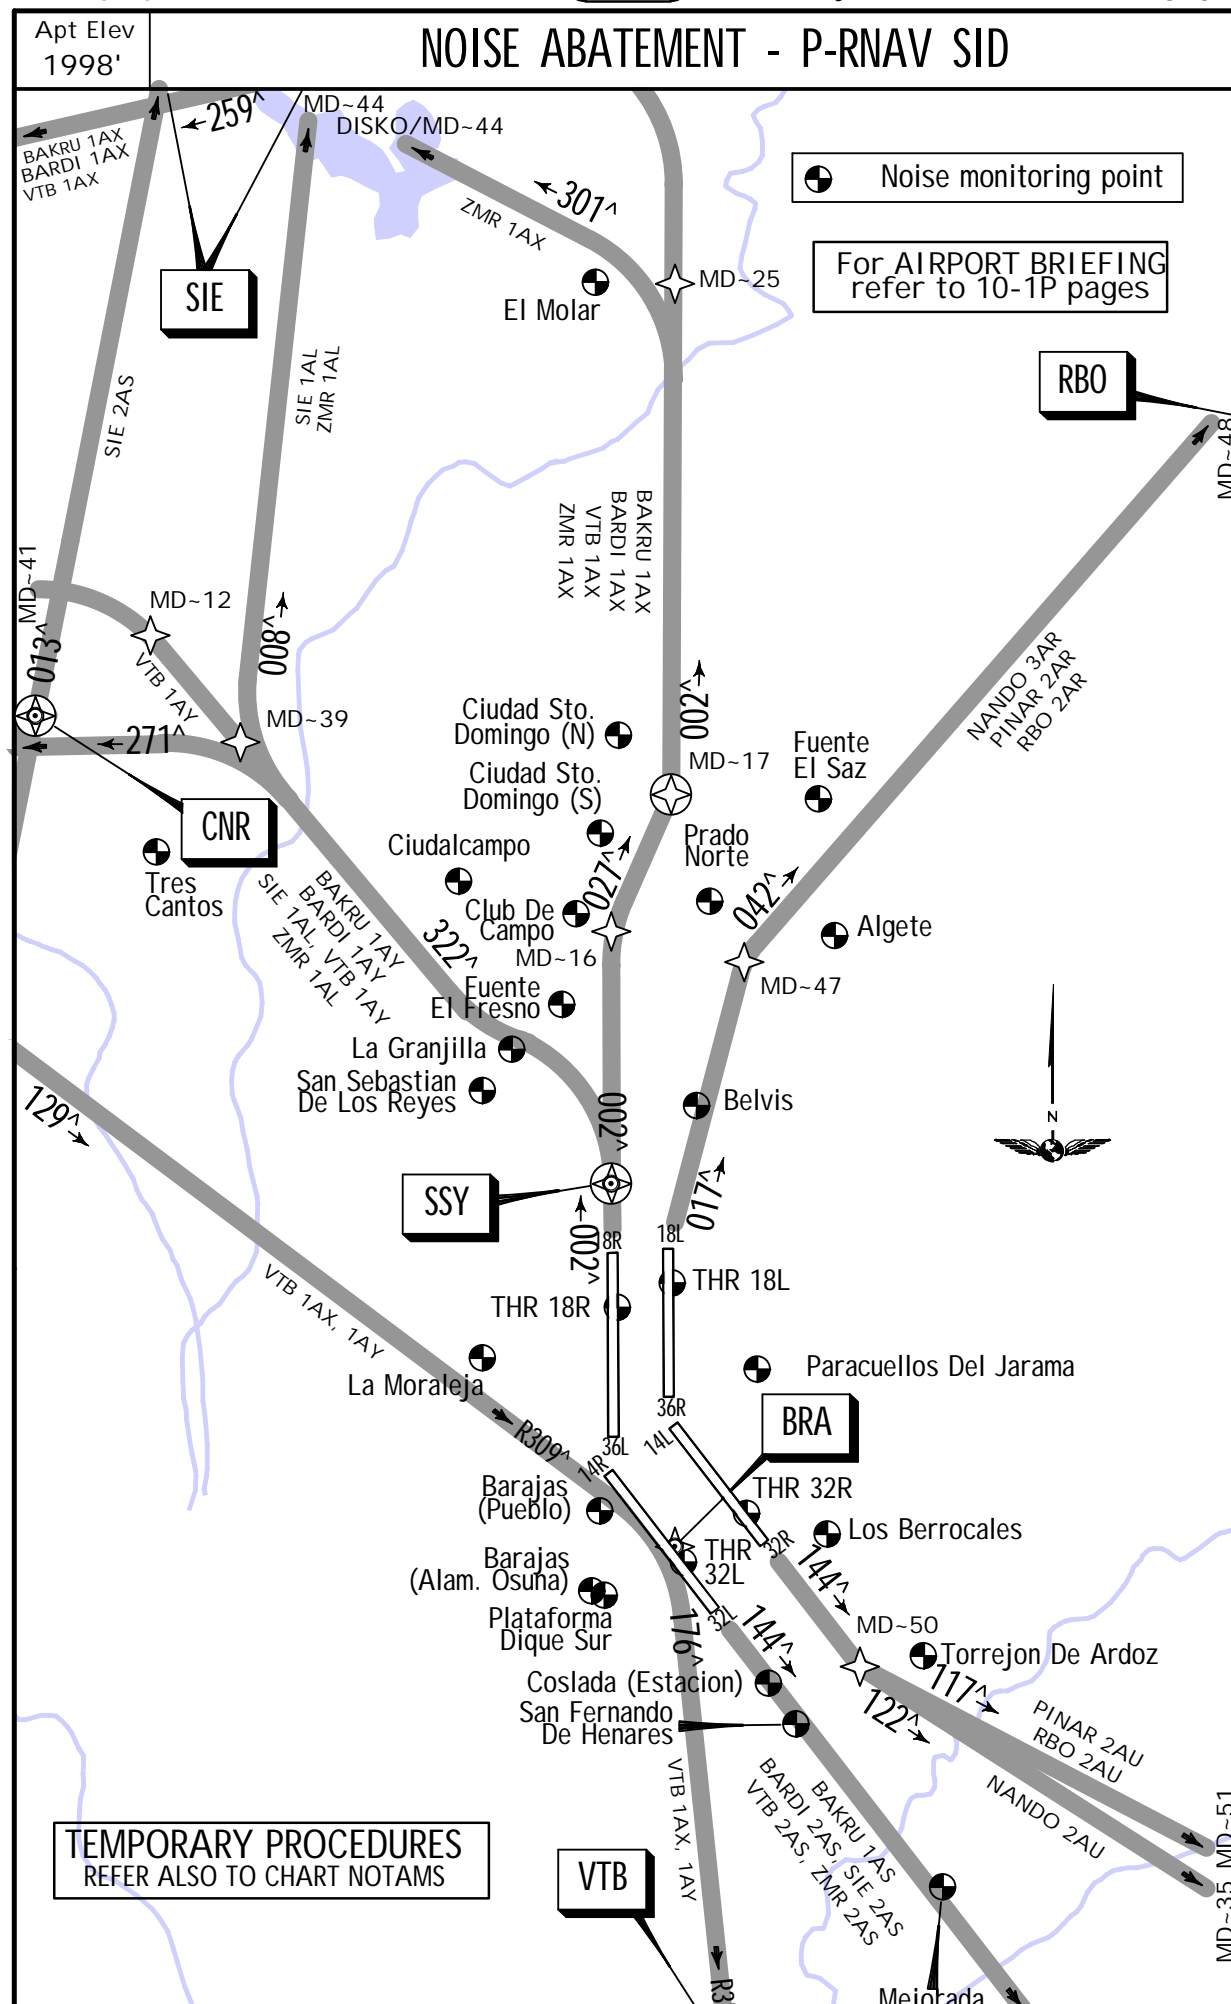 Apt Elev
1998'
NOISE ABATEMENT - P-RNAV SID
259^
MD~44
DISKO/MD~44
BAKRU 1AX
BARDI 1AX
VTB 1AX
301^
ZMR 1AX
Noise monitoring point
For AIRPORT BRIEFING
refer to 10-1P pages
SIE
MD~25
El Molar
RBO
MD~48
SIE 2AS
SIE 1AL
ZMR 1AL
BAKRU 1AX
BARDI 1AX
VTB 1AX
ZMR 1AX
MD~41
MD~12
013^
008^
VTB 1AY
MD~39
271^
CNR
Tres
Cantos
002^
NANDO 3AR
PINAR 2AR
RBO 2AR
Ciudad Sto.
Domingo (N)
MD~17
Fuente
El Saz
Ciudad Sto.
Domingo (S)
Ciudalcampo
Prado
Norte
027^
042^
Club De
Campo
Algete
MD~16
MD~47
BAKRU 1AY
BARDI 1AY
SIE 1AL, VTB 1AY
ZMR 1AL
322^
Fuente
El Fresno
La Granjilla
San Sebastian
De Los Reyes
129^
Belvis
N
002^
SSY
017^
002^
18L
THR 18L
THR 18R
VTB 1AX, 1AY
La Moraleja
Paracuellos Del Jarama
36R
36L
14L
14R
BRA
R309^
Barajas
(Pueblo)
THR 32R
32R
Los Berrocales
THR
32L
Barajas
(Alam. Osuna)
Plataforma
Dique Sur
32L
176^
144^
144^
MD~50
Torrejon De Ardoz
Coslada (Estacion)
San Fernando
De Henares
117^
122^
PINAR 2AU
RBO 2AU
NANDO 2AU
MD~51
MD~35
VTB 1AX, 1AY
BAKRU 1AS
BARDI 2AS, SIE 2AS
VTB 2AS, ZMR 2AS
TEMPORARY PROCEDURES
REFER ALSO TO CHART NOTAMS
VTB
Mejorada